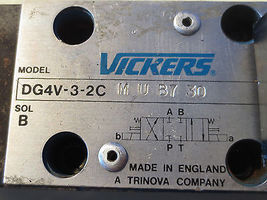 VICKERS®
MODEL
DG4V-3-2C M U B7 30
SOL
B
A B
b a
P T
MADE IN ENGLAND
A TRINOVA COMPANY